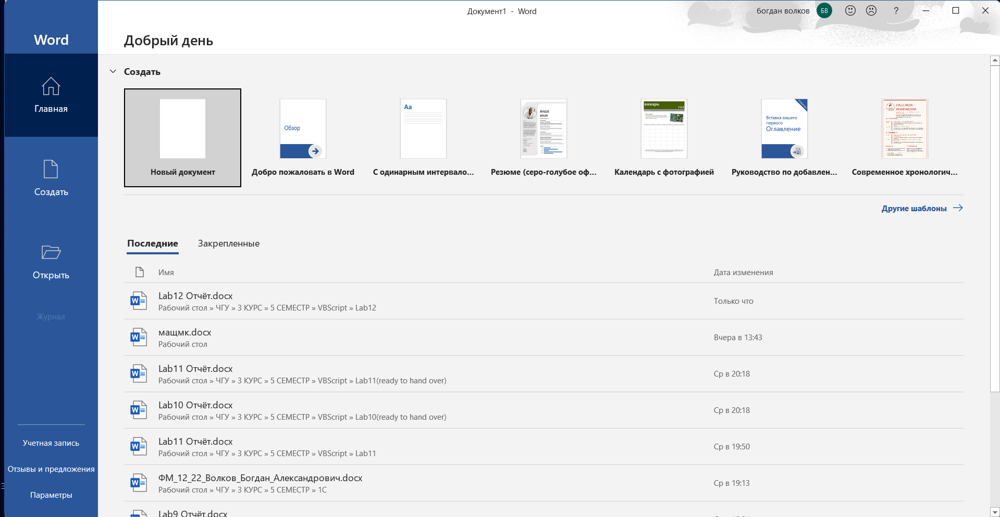 Документ1 - Word
богдан волков
БВ
?
Word
Добрый день
Главная
Создать
Открыть
Журнал
Учетная запись
Отзывы и предложения
Параметры
Создать
Новый документ
Обзор
Добро пожаловать в Word
Aa
С одинарным интервало...
ВАШЕ
ИМЯ
Резюме (серо-голубое оф...
январь
год
Календарь с фотографией
Вставка вашего
первого
Оглавление
Руководство по добавлен...
Современное хронологич...
Другие шаблоны
Последние
Закрепленные
Имя
Дата изменения
Lab12 Отчёт.docx
Рабочий стол » ЧГУ » 3 КУРС » 5 СЕМЕСТР » VBScript » Lab12
Только что
мащмк.docx
Рабочий стол
Вчера в 13:43
Lab11 Отчёт.docx
Рабочий стол » ЧГУ » 3 КУРС » 5 СЕМЕСТР » VBScript » Lab11(ready to hand over)
Ср в 20:18
Lab10 Отчёт.docx
Рабочий стол » ЧГУ » 3 КУРС » 5 СЕМЕСТР » VBScript » Lab10(ready to hand over)
Ср в 20:18
Lab11 Отчёт.docx
Рабочий стол » ЧГУ » 3 КУРС » 5 СЕМЕСТР » VBScript » Lab11
Ср в 19:50
ФМ_12_22_Волков_Богдан_Александрович.docx
Рабочий стол » ЧГУ » 3 КУРС » 5 СЕМЕСТР » 1С
Ср в 19:13
Lab9 Отчёт.docx